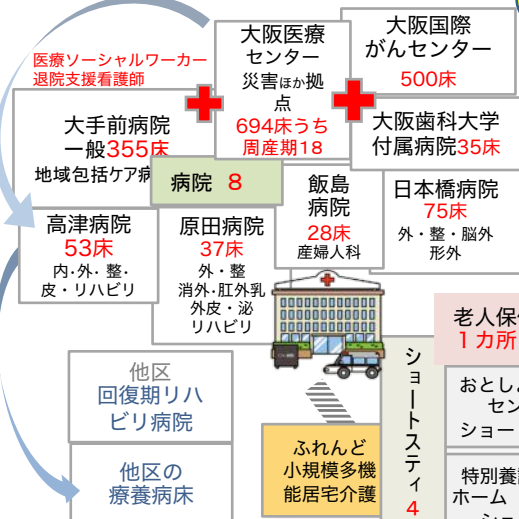 医療ソーシャルワーカー
退院支援看護師
大阪医療
センター
災害ほか拠
点
694床うち
周産期18
大阪国際
がんセンター
500床
大手前病院
一般355床
地域包括ケア病
大阪歯科大学
付属病院35床
病院 8
飯島
病院
28床
産婦人科
日本橋病院
75床
外・整・脳外
形外
高津病院
53床
内・外・整・
皮・リハビリ
原田病院
37床
外・整
消外・肛外乳
外皮・泌
リハビリ
老人保
1カ所
他区
回復期リハ
ビリ病院
他区の
療養病床
ふれんど
小規模多機
能居宅介護
ショートスティ
4
おとし
セン
ショー
特別養
ホーム